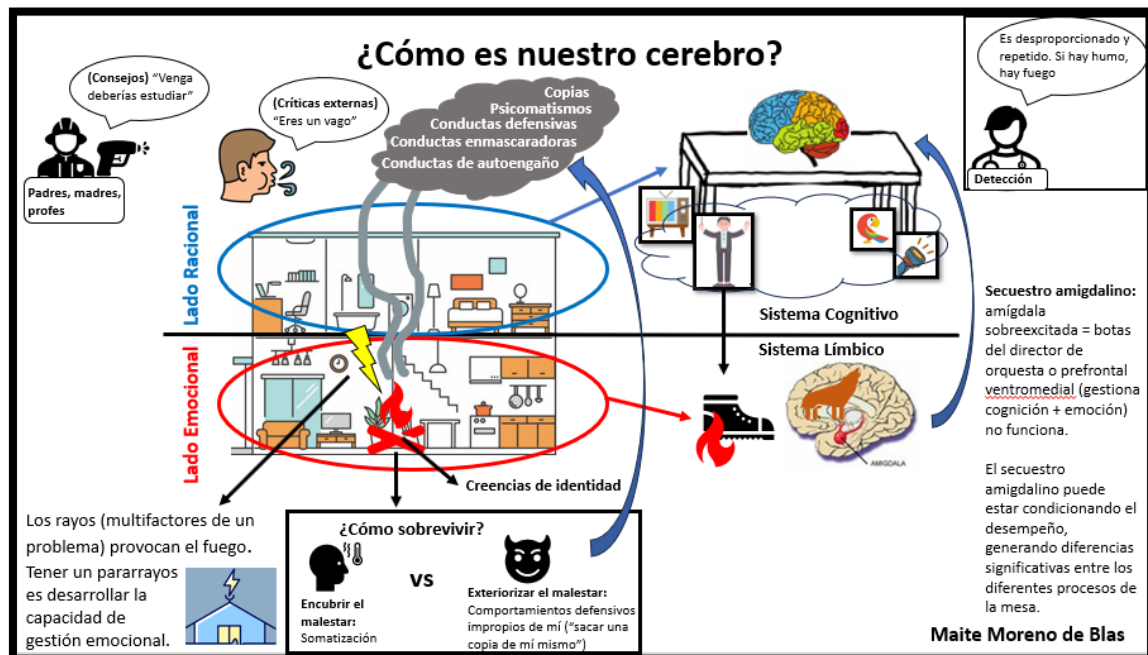 ¿Cómo es nuestro cerebro?
(Consejos) “Venga
deberías estudiar”
Padres, madres,
profes
(Críticas externas)
“Eres un vago”
Copias
Psicomatismos
Conductas defensivas
Conductas enmascaradoras
Conductas de autoengaño
Es desproporcionado y
repetido. Si hay humo,
hay fuego
Detección
Lado Racional
Lado Emocional
Sistema Cognitivo
Sistema Límbico
AMIGDALA
Secuestro amigdalino:
amígdala
sobreexcitada = botas
del director de
orquesta o prefrontal
ventromedial (gestiona
cognición + emoción)
no funciona.
El secuestro
amigdalino puede
estar condicionando el
desempeño,
generando diferencias
significativas entre los
diferentes procesos de
la mesa.
Creencias de identidad
Los rayos (multifactores de un
problema) provocan el fuego.
Tener un pararrayos
es desarrollar la
capacidad de
gestión emocional.
¿Cómo sobrevivir?
Encubrir el
malestar:
Somatización
vs
Exteriorizar el malestar:
Comportamientos defensivos
impropios de mí (“sacar una
copia de mí mismo”)
Maite Moreno de Blas